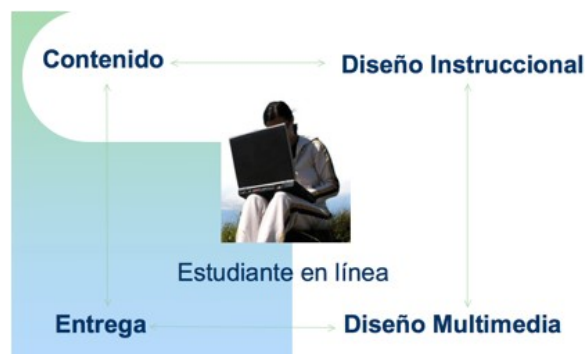 Contenido
Diseño Instruccional
Estudiante en línea
Entrega
Diseño Multimedia